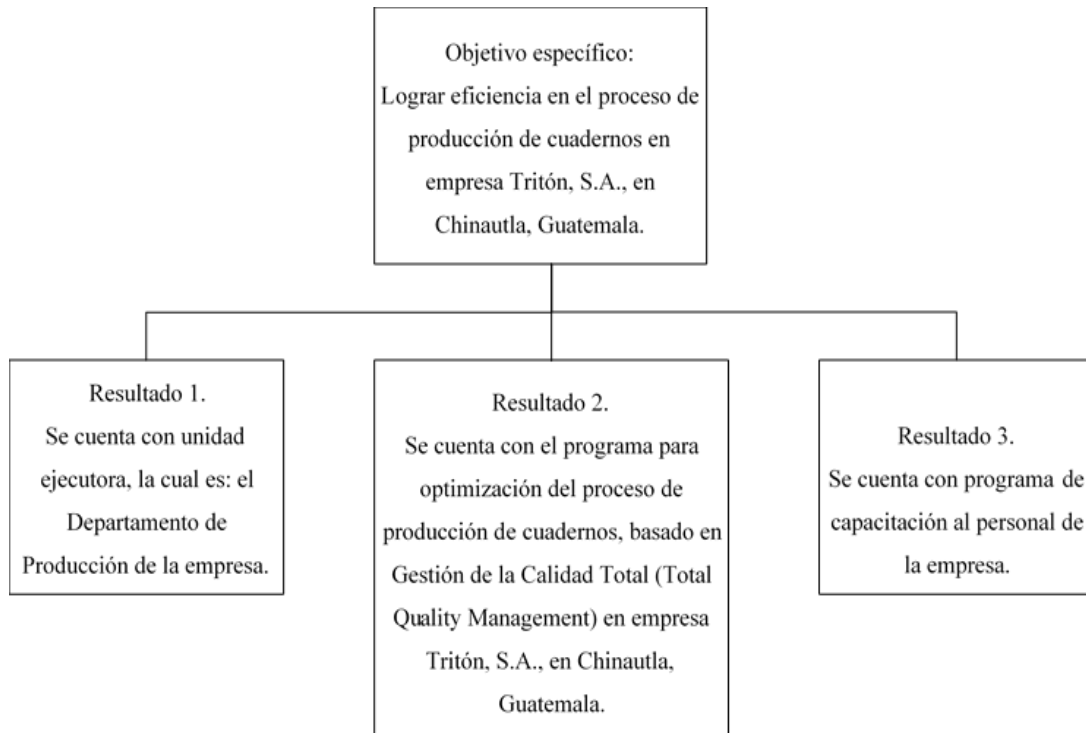 Objetivo específico:
Lograr eficiencia en el proceso de
producción de cuadernos en
empresa Tritón, S.A., en
Chinautla, Guatemala.
Resultado 1.
Se cuenta con unidad
ejecutora, la cual es: el
Departamento de
Producción de la empresa.
Resultado 2.
Se cuenta con el programa para
optimización del proceso de
producción de cuadernos, basado en
Gestión de la Calidad Total (Total
Quality Management) en empresa
Tritón, S.A., en Chinautla,
Guatemala.
Resultado 3.
Se cuenta con programa de
capacitación al personal de
la empresa.